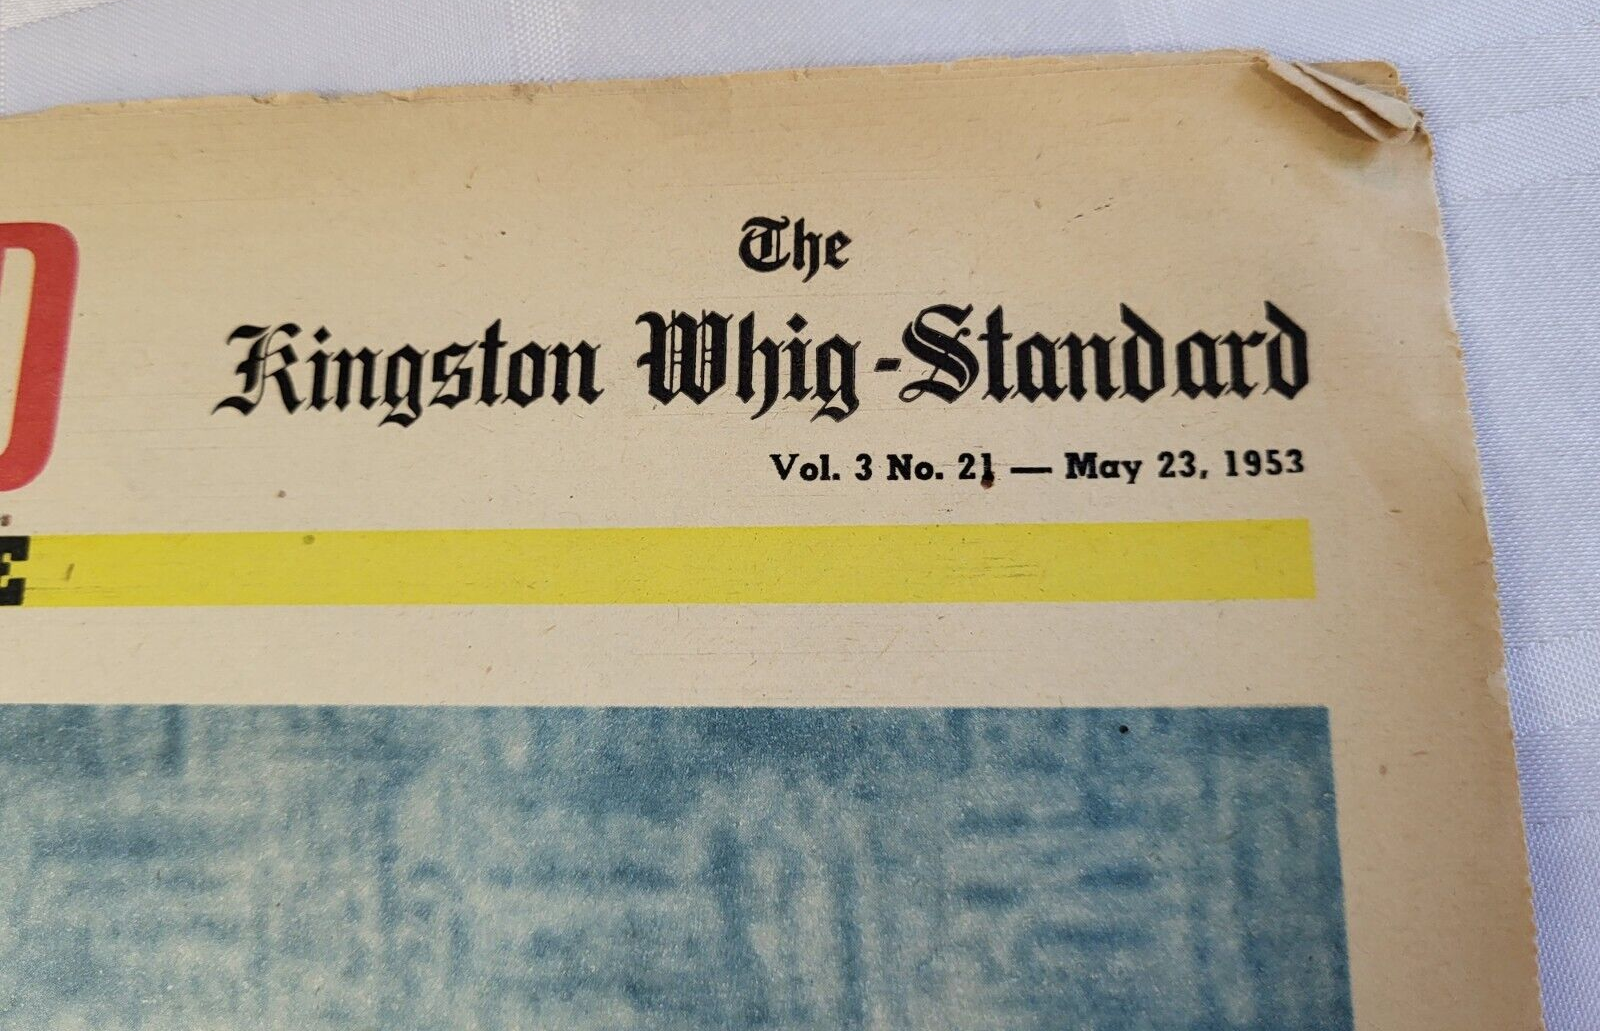 The
Kingston Whig-Standard
Vol. 3 No. 21 — May 23, 1953
D
E